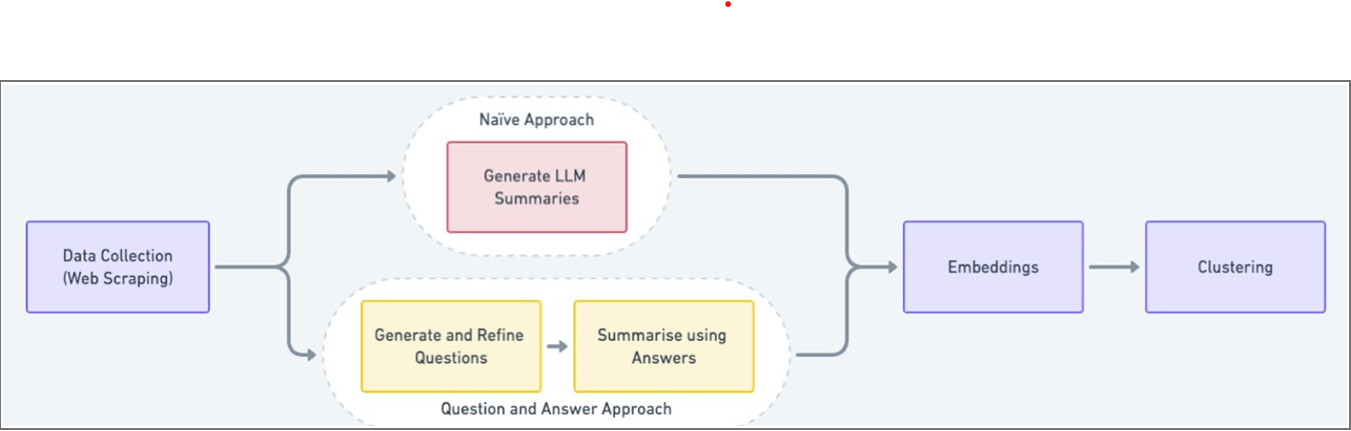 Naïve Approach
Generate LLM
Summaries
Data Collection
(Web Scraping)
Embeddings
Clustering
Generate and Refine
Questions
Summarise using
Answers
Question and Answer Approach